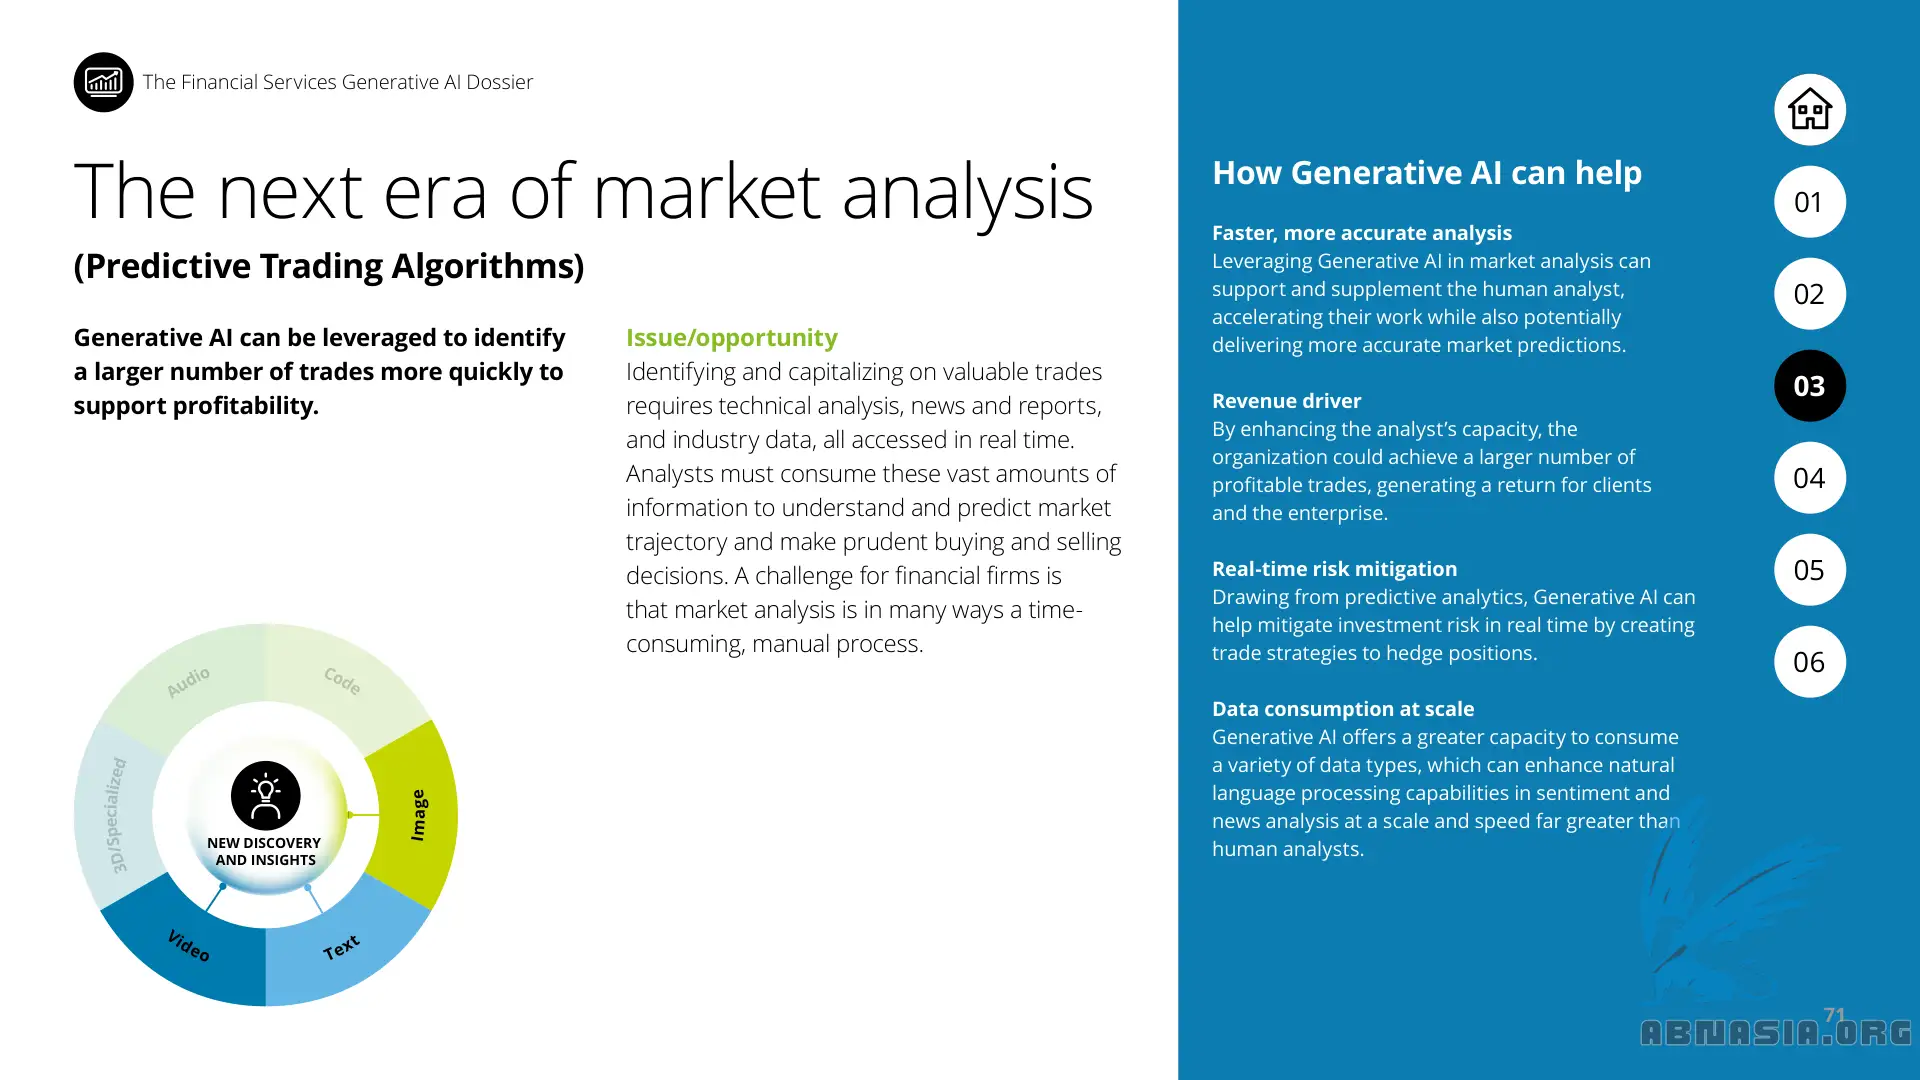 The Financial Services Generative AI Dossier
The next era of market analysis
(Predictive Trading Algorithms)
Generative AI can be leveraged to identify
a larger number of trades more quickly to
support profitability.
Issue/opportunity
Identifying and capitalizing on valuable trades
requires technical analysis, news and reports,
and industry data, all accessed in real time.
Analysts must consume these vast amounts of
information to understand and predict market
trajectory and make prudent buying and selling
decisions. A challenge for financial firms is
that market analysis is in many ways a time-
consuming, manual process.
Audio
Code
3D/Specialized
Image
NEW DISCOVERY
AND INSIGHTS
Video
Text
How Generative AI can help
Faster, more accurate analysis
Leveraging Generative AI in market analysis can
support and supplement the human analyst,
accelerating their work while also potentially
delivering more accurate market predictions.
Revenue driver
By enhancing the analyst’s capacity, the
organization could achieve a larger number of
profitable trades, generating a return for clients
and the enterprise.
Real-time risk mitigation
Drawing from predictive analytics, Generative AI can
help mitigate investment risk in real time by creating
trade strategies to hedge positions.
Data consumption at scale
Generative AI offers a greater capacity to consume
a variety of data types, which can enhance natural
language processing capabilities in sentiment and
news analysis at a scale and speed far greater than
human analysts.
01
02
03
04
05
06
71
ABNASIA.ORG